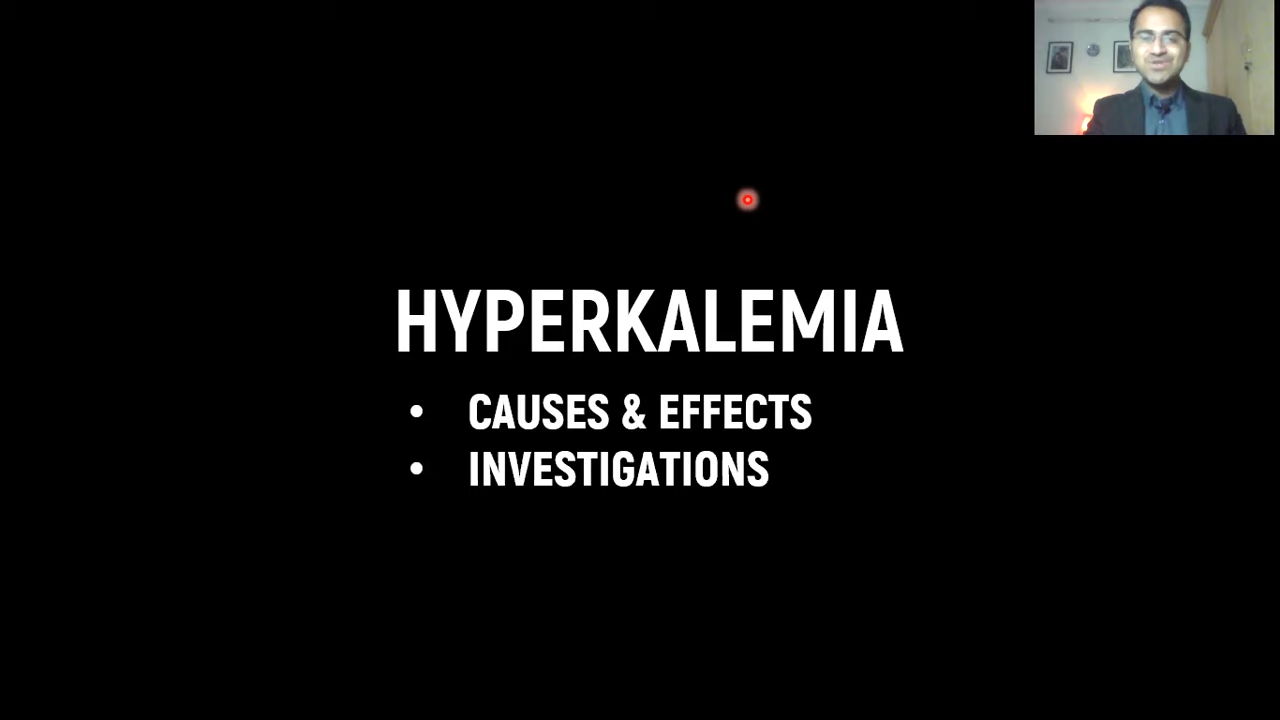 HYPERKALEMIA
• CAUSES & EFFECTS
• INVESTIGATIONS